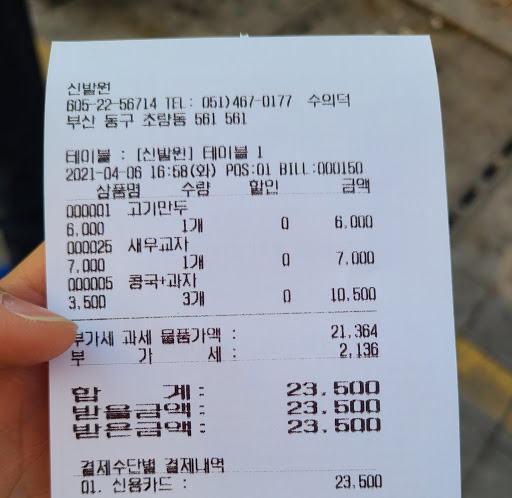 신발원
605-22-56714 TEL: 051)467-0177 수의덕
부산 동구 초량동 561 561
테이블 : [신발원] 테이블 1
2021-04-06 16:58(화) POS:01 BILL:000150
상품명 수량 할인 금액
000001 고기만두
6,000 1개 0 6,000
000025 새우교자
7,000 1개 0 7,000
000005 콩국+과자
3,500 3개 0 10,500
부가세 과세 물품가액 : 21,364
부 가 세 : 2,136
합 계: 23,500
받을금액: 23,500
받은금액: 23,500
결제수단별 결제내역
01. 신용카드 : 23,500